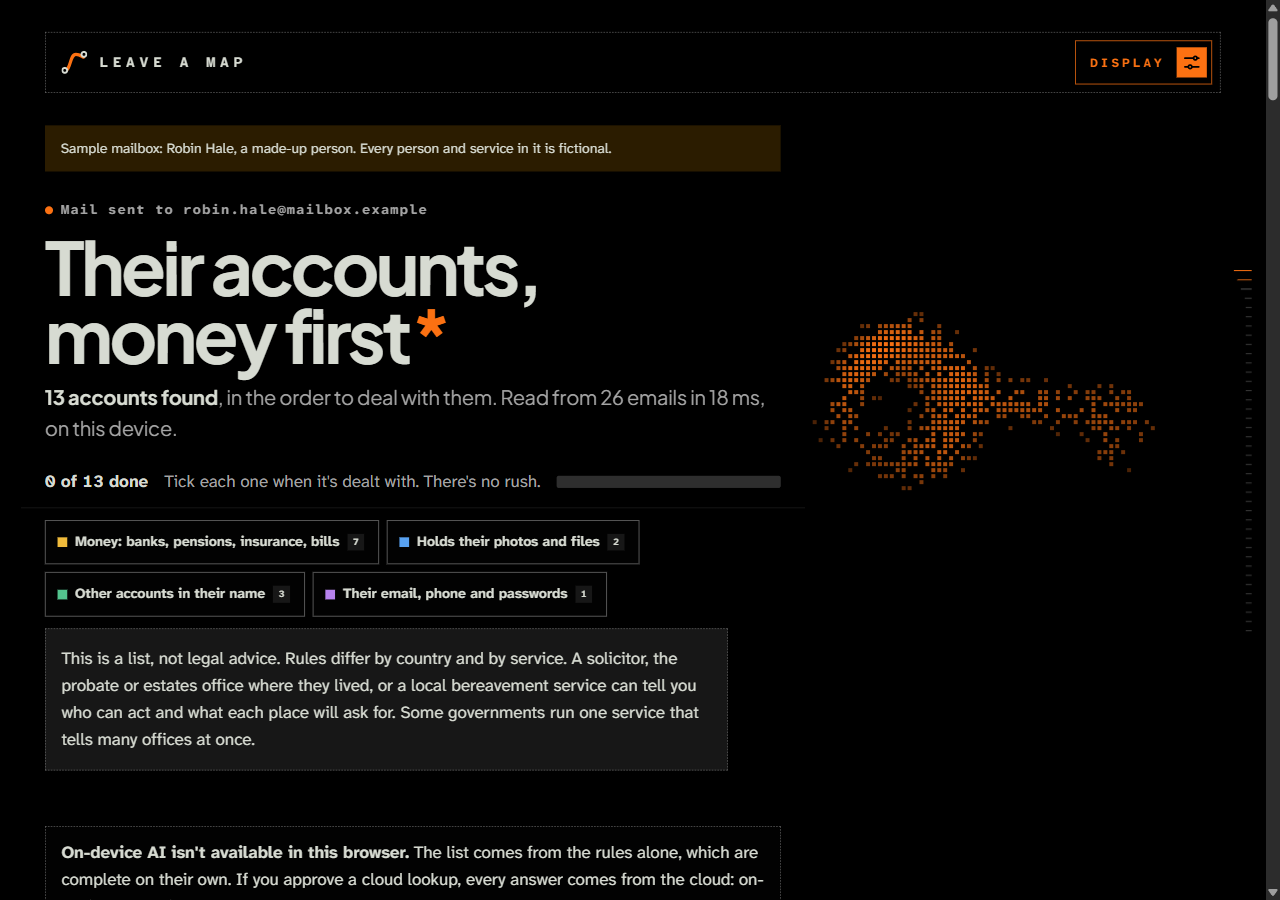 LEAVE A MAP
DISPLAY
Sample mailbox: Robin Hale, a made-up person. Every person and service in it is fictional.
Mail sent to robin.hale@mailbox.example
Their accounts,
money first*
13 accounts found, in the order to deal with them. Read from 26 emails in 18 ms,
on this device.
0 of 13 done Tick each one when it's dealt with. There's no rush.
Money: banks, pensions, insurance, bills 7
Holds their photos and files 2
Other accounts in their name 3
Their email, phone and passwords 1
This is a list, not legal advice. Rules differ by country and by service. A solicitor, the
probate or estates office where they lived, or a local bereavement service can tell you
who can act and what each place will ask for. Some governments run one service that
tells many offices at once.
On-device AI isn't available in this browser. The list comes from the rules alone, which are
complete on their own. If you approve a cloud lookup, every answer comes from the cloud: on-